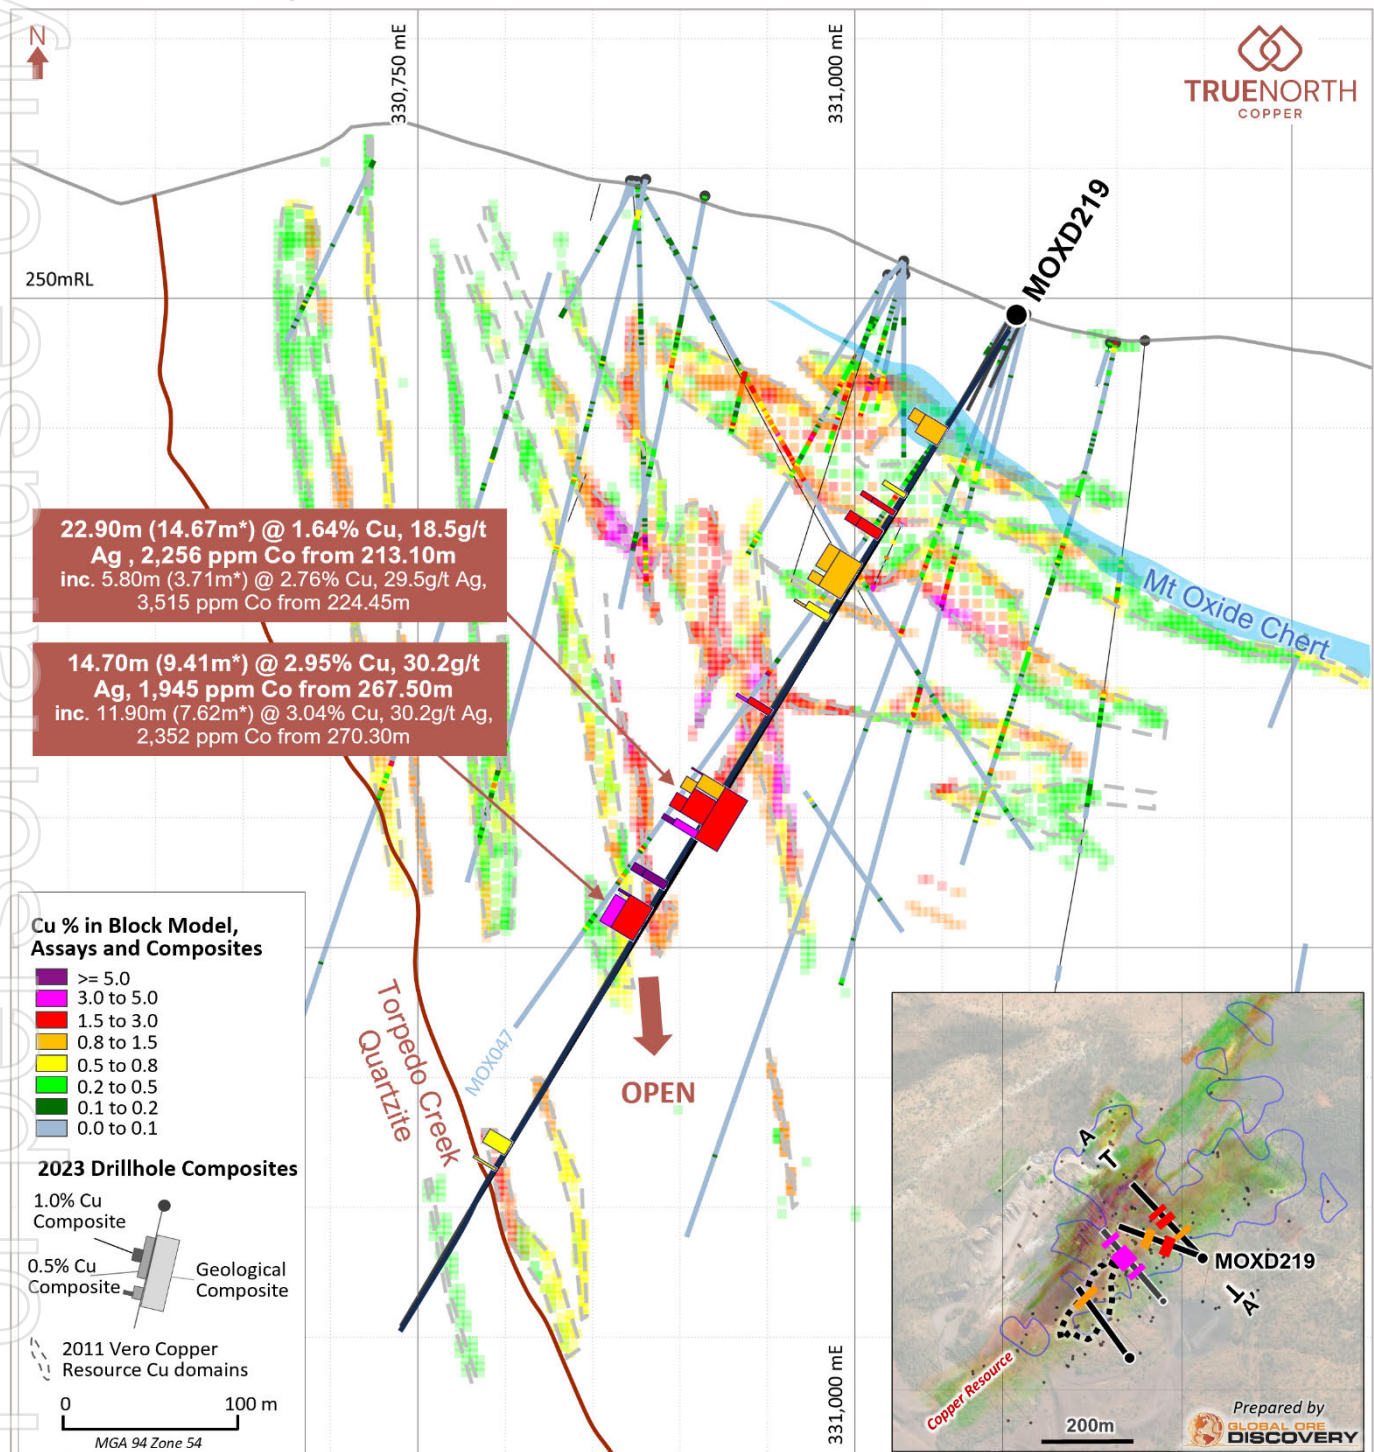 N
330,750 mE
331,000 mE
TRUENORTH
COPPER
MOXD219
250mRL
22.90m (14.67m*) @ 1.64% Cu, 18.5g/t
Ag , 2,256 ppm Co from 213.10m
inc. 5.80m (3.71m*) @ 2.76% Cu, 29.5g/t Ag,
3,515 ppm Co from 224.45m
Mt Oxide Chert
14.70m (9.41m*) @ 2.95% Cu, 30.2g/t
Ag, 1,945 ppm Co from 267.50m
inc. 11.90m (7.62m*) @ 3.04% Cu, 30.2g/t Ag,
2,352 ppm Co from 270.30m
Cu % in Block Model,
Assays and Composites
>= 5.0
3.0 to 5.0
1.5 to 3.0
0.8 to 1.5
0.5 to 0.8
0.2 to 0.5
0.1 to 0.2
0.0 to 0.1
2023 Drillhole Composites
1.0% Cu
Composite
0.5% Cu
Composite
Geological
Composite
2011 Vero Copper
Resource Cu domains
0 100 m
MGA 94 Zone 54
Torpedo Creek
Quartzite
MOX047
OPEN
331,000 mE
A
MOXD219
A'
Copper Resource
200m
Prepared by
GLOBAL ORE
DISCOVERY